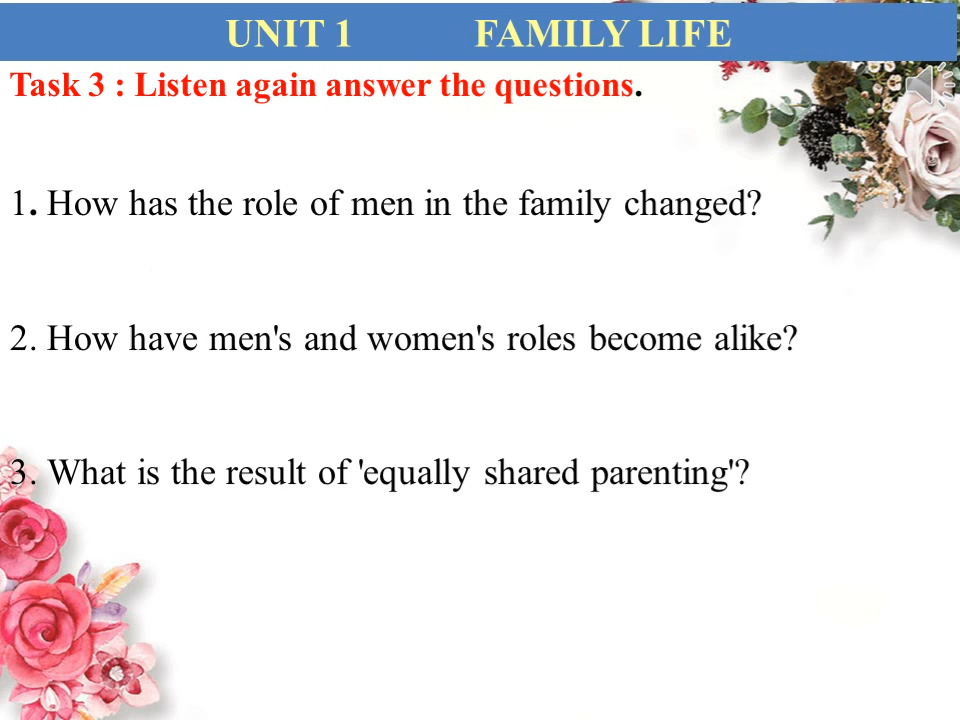 UNIT 1 FAMILY LIFE
Task 3 : Listen again answer the questions.
1. How has the role of men in the family changed?
2. How have men's and women's roles become alike?
3. What is the result of 'equally shared parenting'?